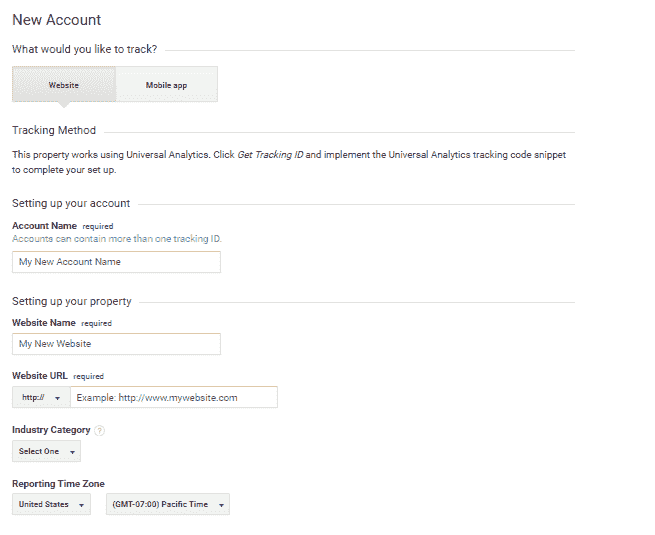 New Account
What would you like to track?
Website Mobile app
Tracking Method
This property works using Universal Analytics. Click Get Tracking ID and implement the Universal Analytics tracking code snippet
to complete your set up.
Setting up your account
Account Name required
Accounts can contain more than one tracking ID.
My New Account Name
Setting up your property
Website Name required
My New Website
Website URL required
http:// Example: http://www.mywebsite.com
Industry Category ?
Select One
Reporting Time Zone
United States (GMT-07:00) Pacific Time